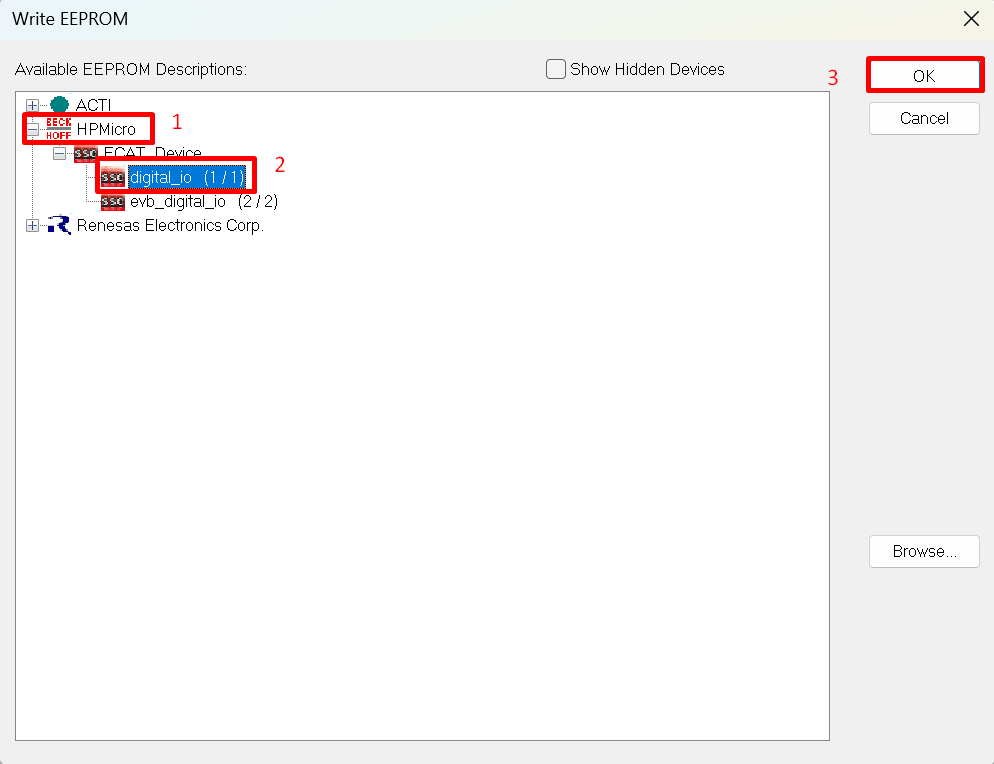 Write EEPROM
Available EEPROM Descriptions:
Show Hidden Devices
3
OK
ACTI
BECK
HOFF
HPMicro
1
Cancel
SSC
ECAT_Device
SSC
digital_io (1 / 1)
2
SSC
evb_digital_io (2 / 2)
R
Renesas Electronics Corp.
Browse...